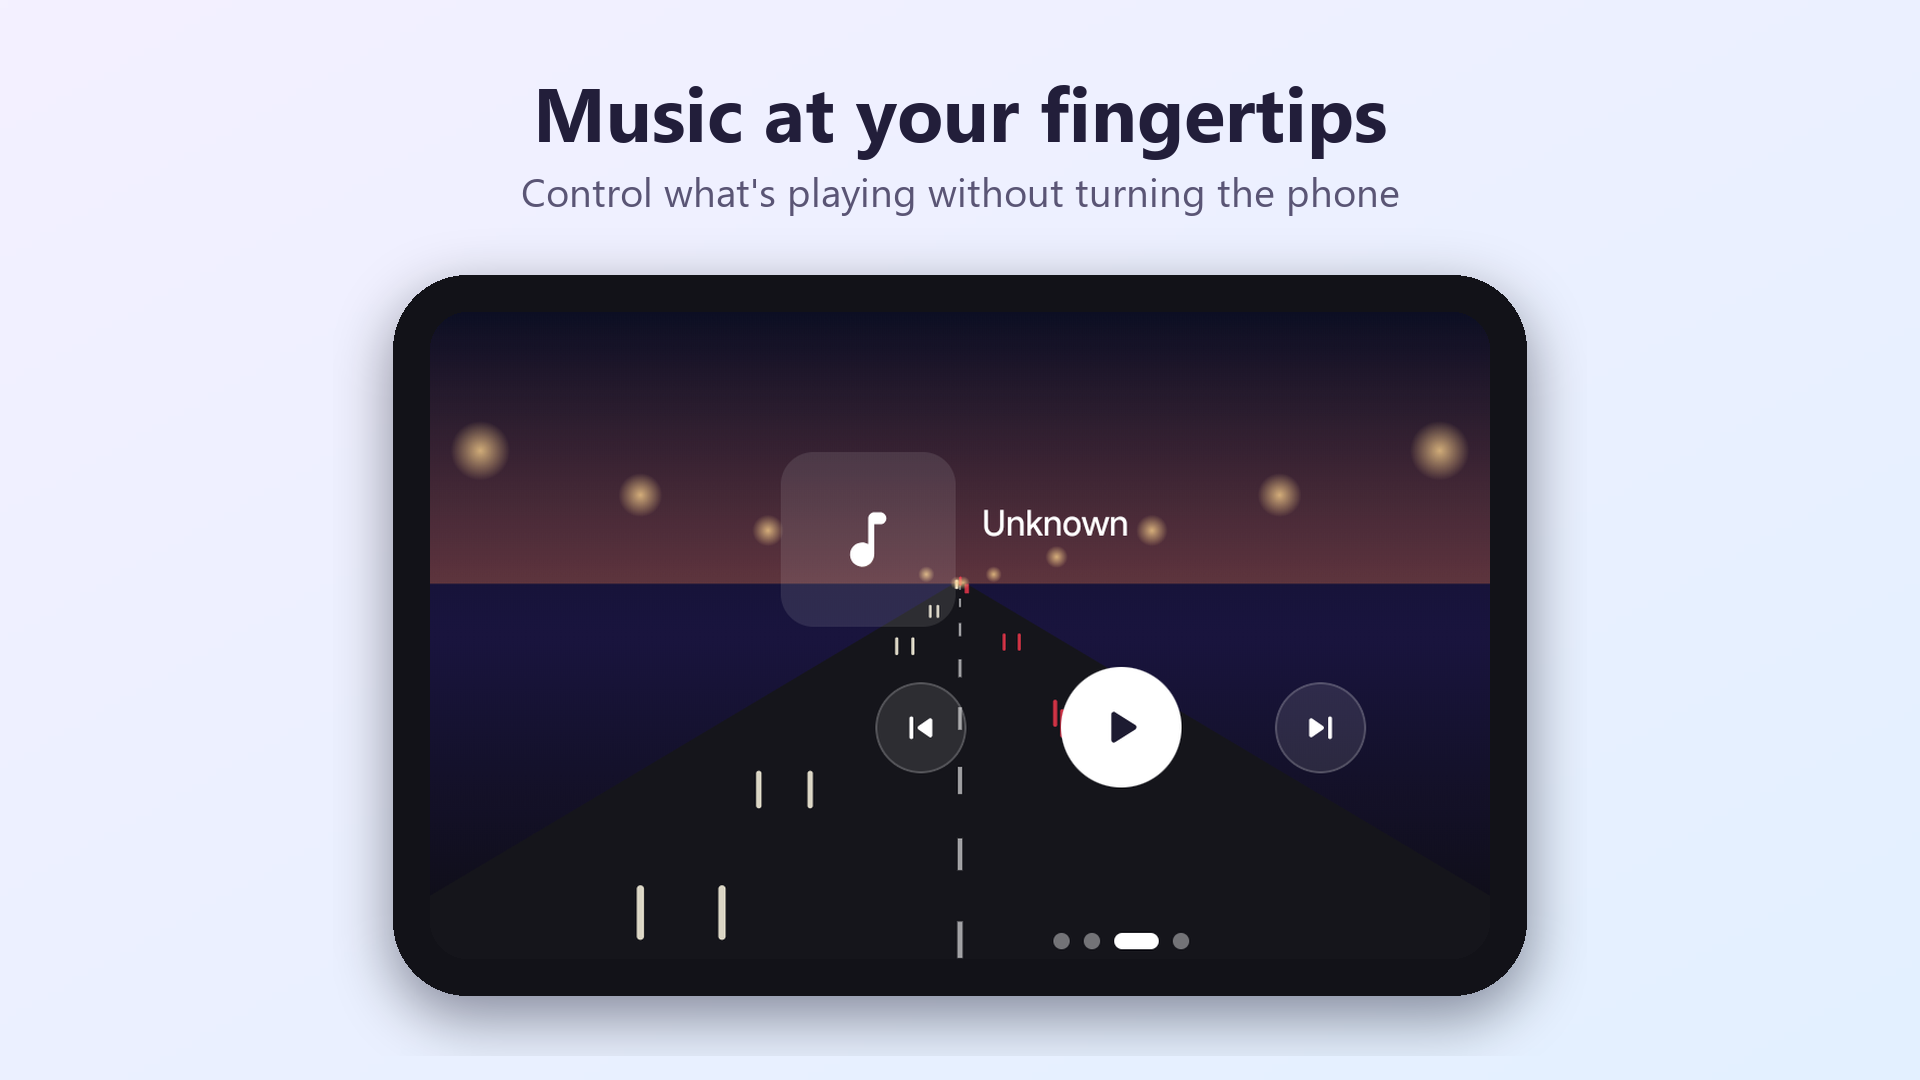 Music at your fingertips
Control what's playing without turning the phone
Unknown